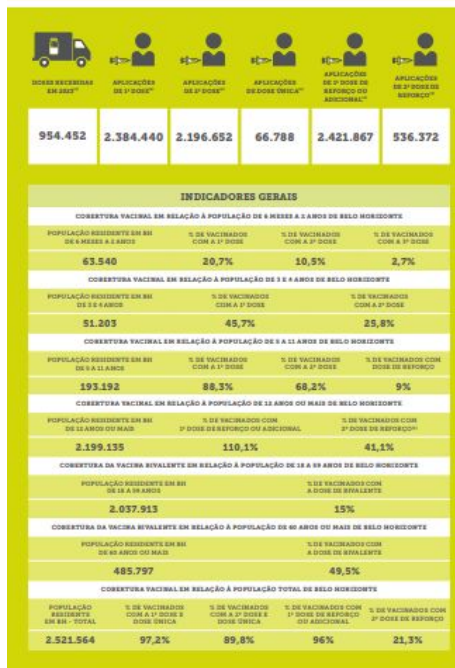 DOSES RECEBIDAS
EM 2023
APLICAÇÕES
DE 1ª DOSE
APLICAÇÕES
DE 2ª DOSE
APLICAÇÕES
DE DOSE ÚNICA
APLICAÇÕES
DE 1ª DOSE DE
REFORÇO OU
ADICIONAL
APLICAÇÕES
DE 2ª DOSE DE
REFORÇO
954.452 2.384.440 2.196.652 66.788 2.421.867 536.372
INDICADORES GERAIS
COBERTURA VACINAL EM RELAÇÃO À POPULAÇÃO DE 6 MESES A 2 ANOS DE BELO HORIZONTE
POPULAÇÃO RESIDENTE EM BH
DE 6 MESES A 2 ANOS
% DE VACINADOS
COM A 1ª DOSE
% DE VACINADOS
COM A 2ª DOSE
% DE VACINADOS
COM A 3ª DOSE
63.540 20,7% 10,5% 2,7%
COBERTURA VACINAL EM RELAÇÃO À POPULAÇÃO DE 3 E 4 ANOS DE BELO HORIZONTE
POPULAÇÃO RESIDENTE EM BH
DE 3 E 4 ANOS
% DE VACINADOS
COM A 1ª DOSE
% DE VACINADOS
COM A 2ª DOSE
51.203 45,7% 25,8%
COBERTURA VACINAL EM RELAÇÃO À POPULAÇÃO DE 5 A 11 ANOS DE BELO HORIZONTE
POPULAÇÃO RESIDENTE EM BH
DE 5 A 11 ANOS
% DE VACINADOS
COM A 1ª DOSE
% DE VACINADOS
COM A 2ª DOSE
% DE VACINADOS COM
DOSE DE REFORÇO
193.192 88,3% 68,2% 9%
COBERTURA VACINAL EM RELAÇÃO À POPULAÇÃO DE 12 ANOS OU MAIS DE BELO HORIZONTE
POPULAÇÃO RESIDENTE EM BH
DE 12 ANOS OU MAIS
% DE VACINADOS COM
1ª DOSE DE REFORÇO OU ADICIONAL
% DE VACINADOS COM
2ª DOSE DE REFORÇO
2.199.135 110,1% 41,1%
COBERTURA DA VACINA BIVALENTE EM RELAÇÃO À POPULAÇÃO DE 18 A 59 ANOS DE BELO HORIZONTE
POPULAÇÃO RESIDENTE EM BH
DE 18 A 59 ANOS
% DE VACINADOS COM
A DOSE DE BIVALENTE
2.037.913 15%
COBERTURA DA VACINA BIVALENTE EM RELAÇÃO À POPULAÇÃO DE 60 ANOS OU MAIS DE BELO HORIZONTE
POPULAÇÃO RESIDENTE EM BH
DE 60 ANOS OU MAIS
% DE VACINADOS COM
A DOSE DE BIVALENTE
485.797 49,5%
COBERTURA VACINAL EM RELAÇÃO À POPULAÇÃO TOTAL DE BELO HORIZONTE
POPULAÇÃO
RESIDENTE
EM BH - TOTAL
% DE VACINADOS
COM A 1ª DOSE E
DOSE ÚNICA
% DE VACINADOS
COM A 2ª DOSE E
DOSE ÚNICA
% DE VACINADOS COM
1ª DOSE DE REFORÇO
OU ADICIONAL
% DE VACINADOS COM
2ª DOSE DE REFORÇO
2.521.564 97,2% 89,8% 96% 21,3%